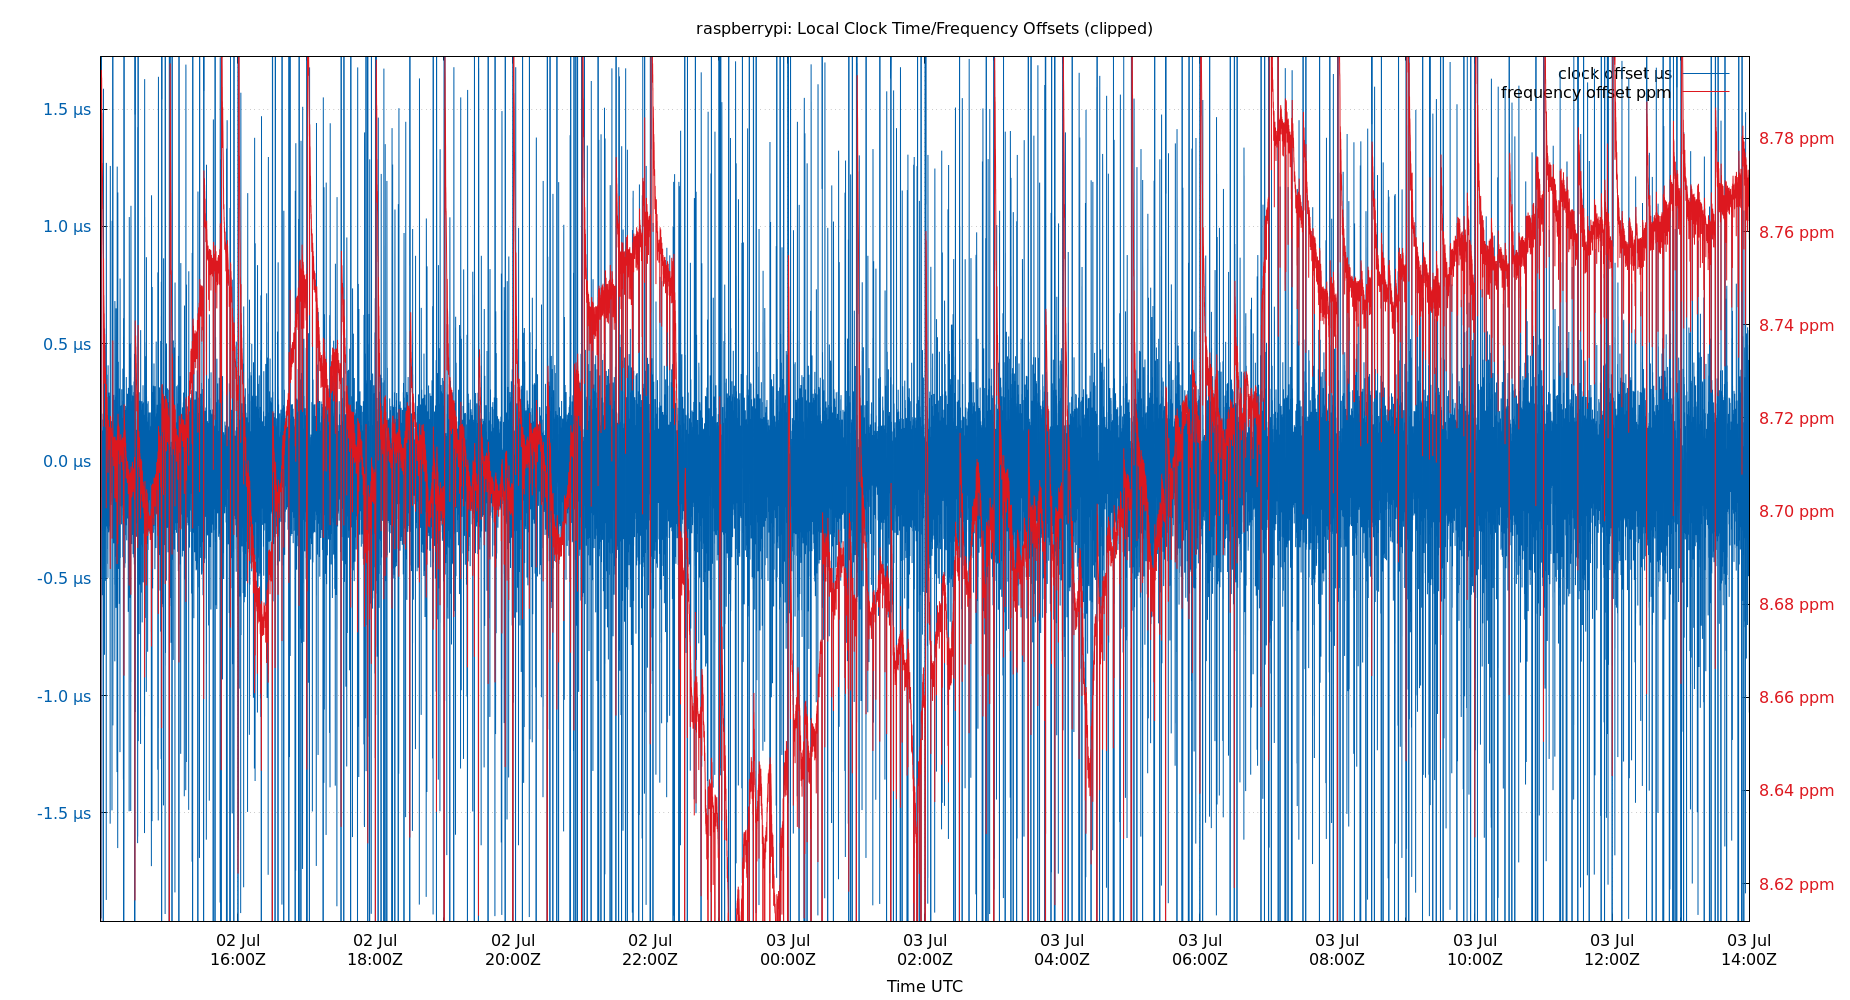 raspberrypi: Local Clock Time/Frequency Offsets (clipped)
clock offset µs
frequency offset ppm
1.5 µs
1.0 µs
0.5 µs
0.0 µs
-0.5 µs
-1.0 µs
-1.5 µs
8.78 ppm
8.76 ppm
8.74 ppm
8.72 ppm
8.70 ppm
8.68 ppm
8.66 ppm
8.64 ppm
8.62 ppm
02 Jul 02 Jul 02 Jul 02 Jul 03 Jul 03 Jul 03 Jul 03 Jul 03 Jul 03 Jul 03 Jul 03 Jul
16:00Z 18:00Z 20:00Z 22:00Z 00:00Z 02:00Z 04:00Z 06:00Z 08:00Z 10:00Z 12:00Z 14:00Z
Time UTC